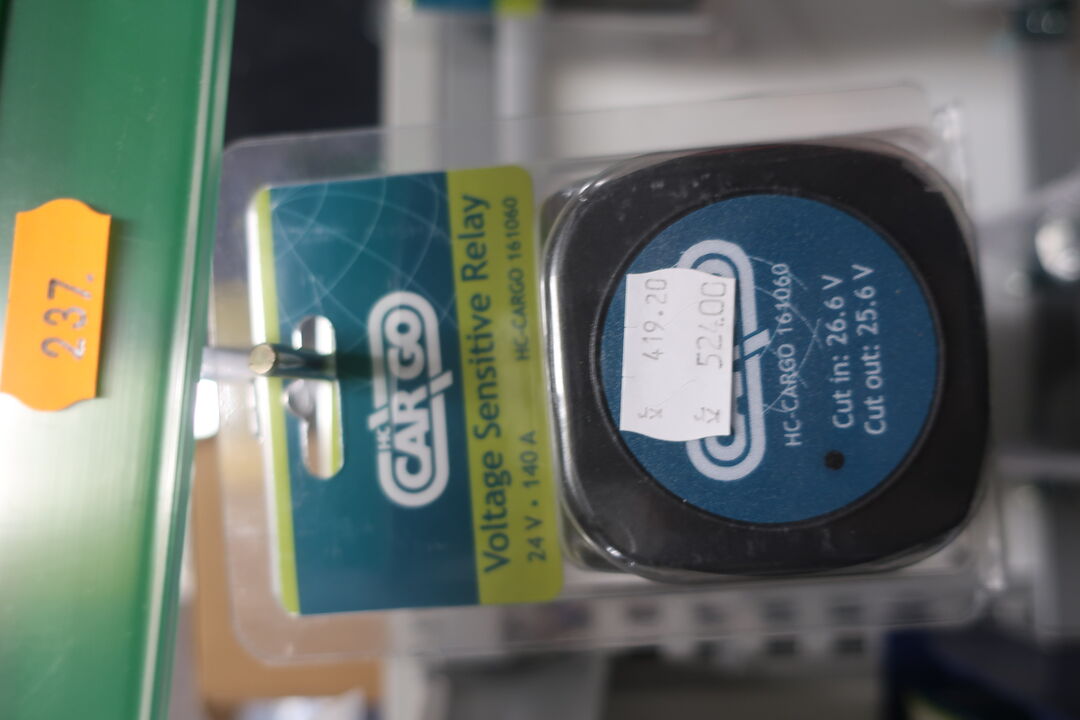 237.
HC
CARGO
Voltage Sensitive Relay
24 V • 140 A
HC-CARGO 161060
419.20
524.00
HC-CARGO 161060
Cut in: 26.6 V
Cut out: 25.6 V